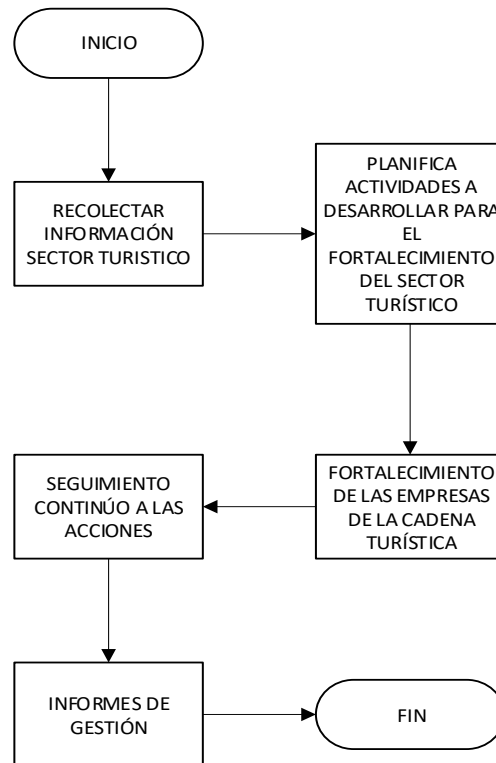 INICIO
RECOLECTAR
INFORMACIÓN
SECTOR TURISTICO
PLANIFICA
ACTIVIDADES A
DESARROLLAR PARA
EL
FORTALECIMIENTO
DEL SECTOR
TURÍSTICO
FORTALECIMIENTO
DE LAS EMPRESAS
DE LA CADENA
TURÍSTICA
SEGUIMIENTO
CONTINÚO A LAS
ACCIONES
INFORMES DE
GESTIÓN
FIN